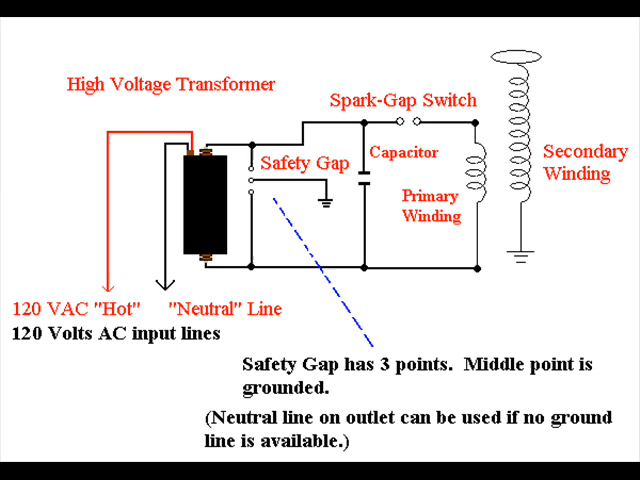 High Voltage Transformer
Spark-Gap Switch
Safety Gap
Capacitor
Primary
Winding
Secondary
Winding
120 VAC "Hot"
"Neutral" Line
120 Volts AC input lines
Safety Gap has 3 points. Middle point is
grounded.
(Neutral line on outlet can be used if no ground
line is available.)